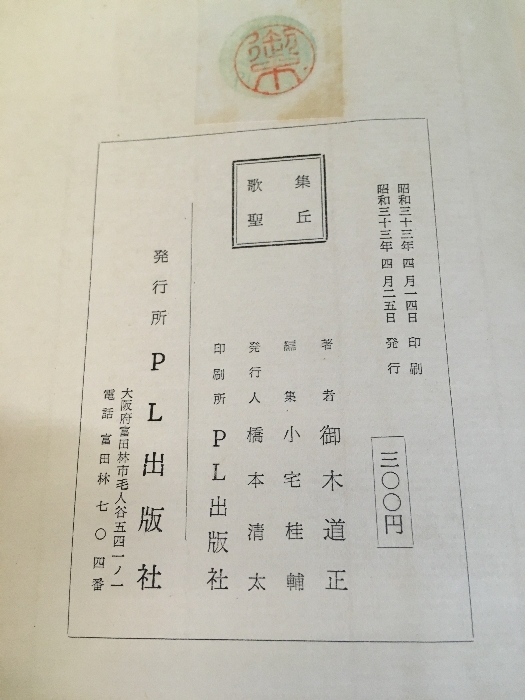 昭和三十三年四月一四日 印刷
昭和三十三年四月二五日 発行
三〇〇円
集丘
歌聖
著者 御木道正
編集 小宅桂輔
発行人 橋本清太
印刷所 PL出版社
発行所 PL出版社
大阪府富田林市毛人谷五四一ノ一
電話 富田林 七〇四番